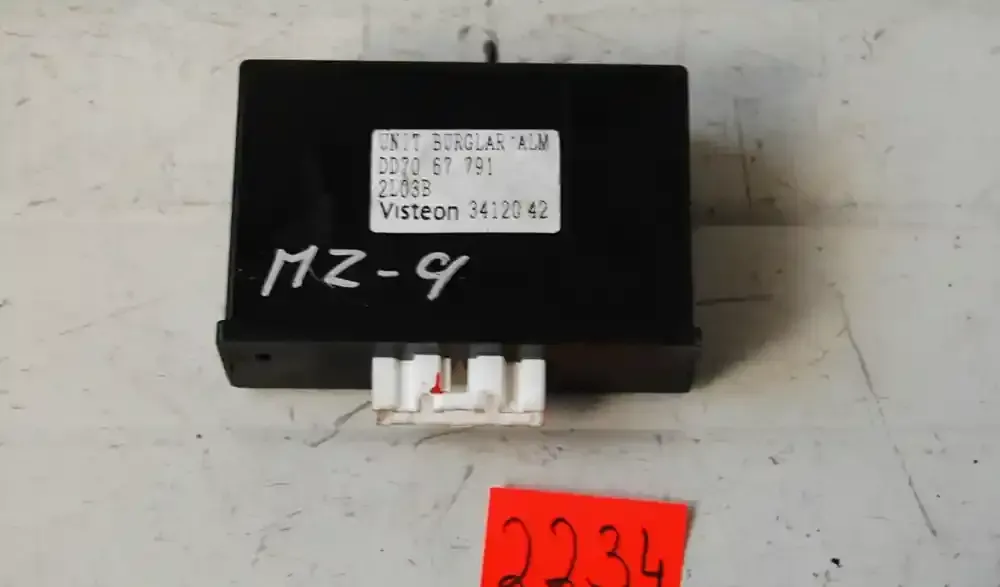 UNIT BURGLAR-ALM
DD70 67 791
2L03B
Visteon 3412042
MZ-9
2234